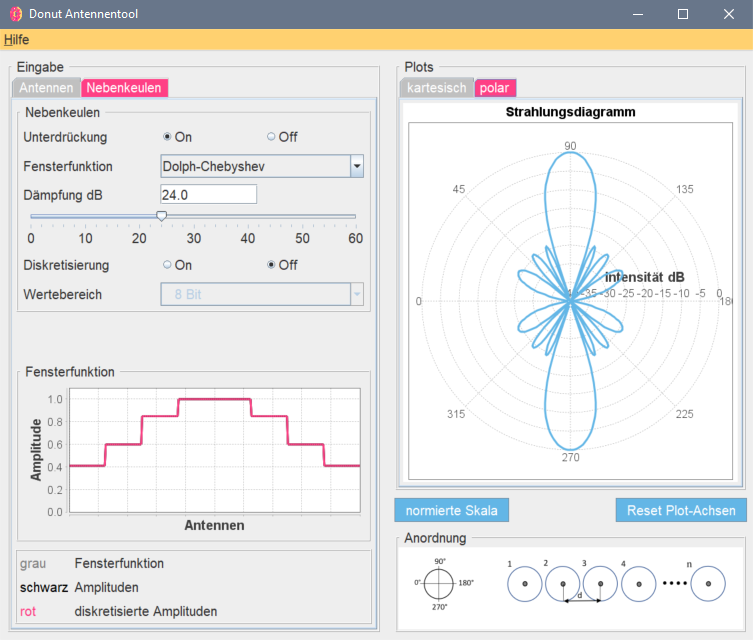 Donut Antennentool
Hilfe
Eingabe
Antennen Nebenkeulen
Nebenkeulen
Unterdrückung On Off
Fensterfunktion Dolph-Chebyshev
Dämpfung dB 24.0
0 10 20 30 40 50 60
Diskretisierung On Off
Wertebereich 8 Bit
Fensterfunktion
Amplitude
1.0
0.8
0.6
0.4
0.2
0.0
Antennen
grau Fensterfunktion
schwarz Amplituden
rot diskretisierte Amplituden
Plots
kartesisch polar
Strahlungsdiagramm
90
45 135
intensität dB
0 -35 -30 -25 -20 -15 -10 -5 0 180
315 225
270
normierte Skala Reset Plot-Achsen
Anordnung
90° 1 2 3 4 n
0° 180°
d
270°